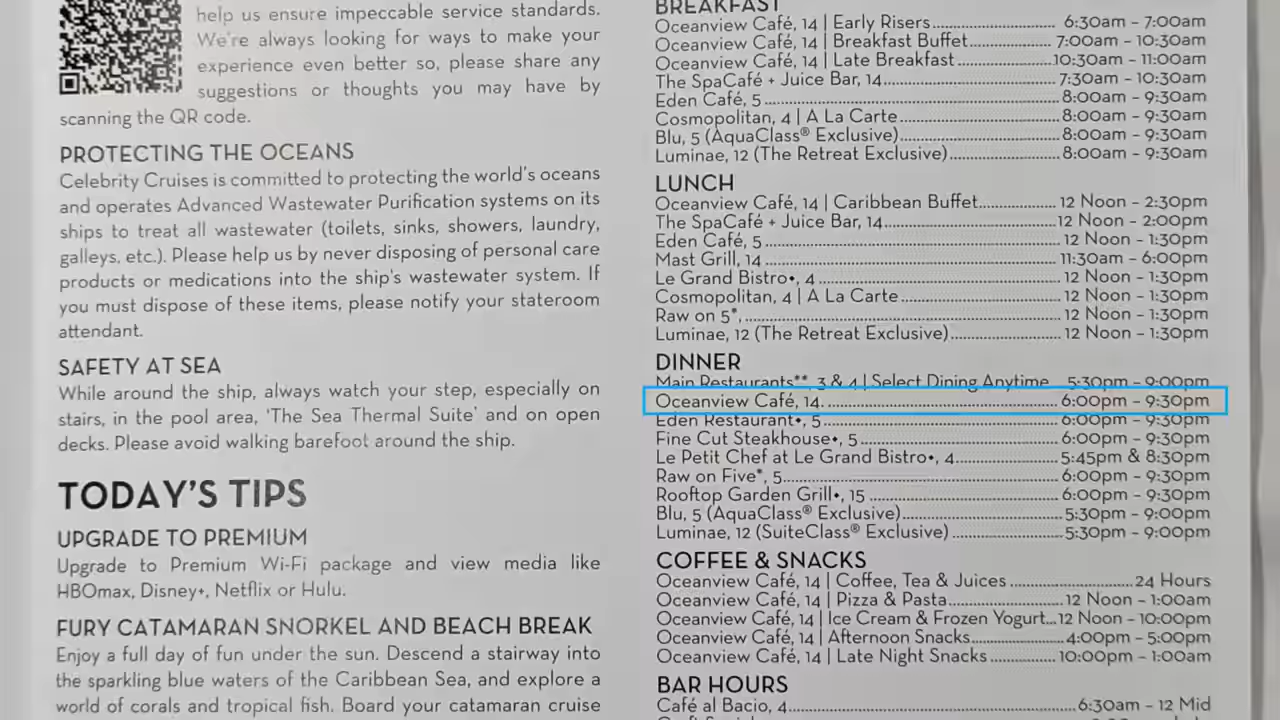 help us ensure impeccable service standards.
We're always looking for ways to make your
experience even better so, please share any
suggestions or thoughts you may have by
scanning the QR code.
PROTECTING THE OCEANS
Celebrity Cruises is committed to protecting the world's oceans
and operates Advanced Wastewater Purification systems on its
ships to treat all wastewater (toilets, sinks, showers, laundry,
galleys, etc.). Please help us by never disposing of personal care
products or medications into the ship's wastewater system. If
you must dispose of these items, please notify your stateroom
attendant.
SAFETY AT SEA
While around the ship, always watch your step, especially on
stairs, in the pool area, 'The Sea Thermal Suite' and on open
decks. Please avoid walking barefoot around the ship.
TODAY'S TIPS
UPGRADE TO PREMIUM
Upgrade to Premium Wi-Fi package and view media like
HBOmax, Disney+, Netflix or Hulu.
FURY CATAMARAN SNORKEL AND BEACH BREAK
Enjoy a full day of fun under the sun. Descend a stairway into
the sparkling blue waters of the Caribbean Sea, and explore a
world of corals and tropical fish. Board your catamaran cruise
BREAKFAST
Oceanview Café, 14 | Early Risers 6:30am - 7:00am
Oceanview Café, 14 | Breakfast Buffet 7:00am - 10:30am
Oceanview Café, 14 | Late Breakfast 10:30am - 11:00am
The SpaCafé + Juice Bar, 14 7:30am - 10:30am
Eden Café, 5 8:00am - 9:30am
Cosmopolitan, 4 | A La Carte 8:00am - 9:30am
Blu, 5 (AquaClass® Exclusive) 8:00am - 9:30am
Luminae, 12 (The Retreat Exclusive) 8:00am - 9:30am
LUNCH
Oceanview Café, 14 | Caribbean Buffet 12 Noon - 2:30pm
The SpaCafé + Juice Bar, 14 12 Noon - 2:00pm
Eden Café, 5 12 Noon - 1:30pm
Mast Grill, 14 11:30am - 6:00pm
Le Grand Bistro•, 4 12 Noon - 1:30pm
Cosmopolitan, 4 | A La Carte 12 Noon - 1:30pm
Raw on 5*, 12 Noon - 1:30pm
Luminae, 12 (The Retreat Exclusive) 12 Noon - 1:30pm
DINNER
Main Restaurants**, 3 & 4 | Select Dining Anytime 5:30pm - 9:00pm
Oceanview Café, 14 6:00pm - 9:30pm
Eden Restaurant•, 5 6:00pm - 9:30pm
Fine Cut Steakhouse•, 5 6:00pm - 9:30pm
Le Petit Chef at Le Grand Bistro•, 4 5:45pm & 8:30pm
Raw on Five*, 5 6:00pm - 9:30pm
Rooftop Garden Grill•, 15 6:00pm - 9:30pm
Blu, 5 (AquaClass® Exclusive) 5:30pm - 9:00pm
Luminae, 12 (SuiteClass® Exclusive) 5:30pm - 9:00pm
COFFEE & SNACKS
Oceanview Café, 14 | Coffee, Tea & Juices 24 Hours
Oceanview Café, 14 | Pizza & Pasta 12 Noon - 1:00am
Oceanview Café, 14 | Ice Cream & Frozen Yogurt 12 Noon - 10:00pm
Oceanview Café, 14 | Afternoon Snacks 4:00pm - 5:00pm
Oceanview Café, 14 | Late Night Snacks 10:00pm - 1:00am
BAR HOURS
Café al Bacio, 4 6:30am - 12 Mid